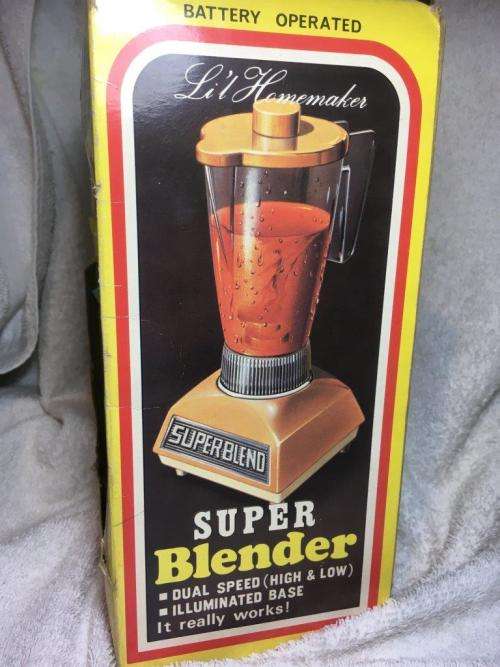 BATTERY OPERATED
Li'l Homemaker
SUPERBLEND
SUPER
Blender
▪ DUAL SPEED (HIGH & LOW)
▪ ILLUMINATED BASE
It really works!